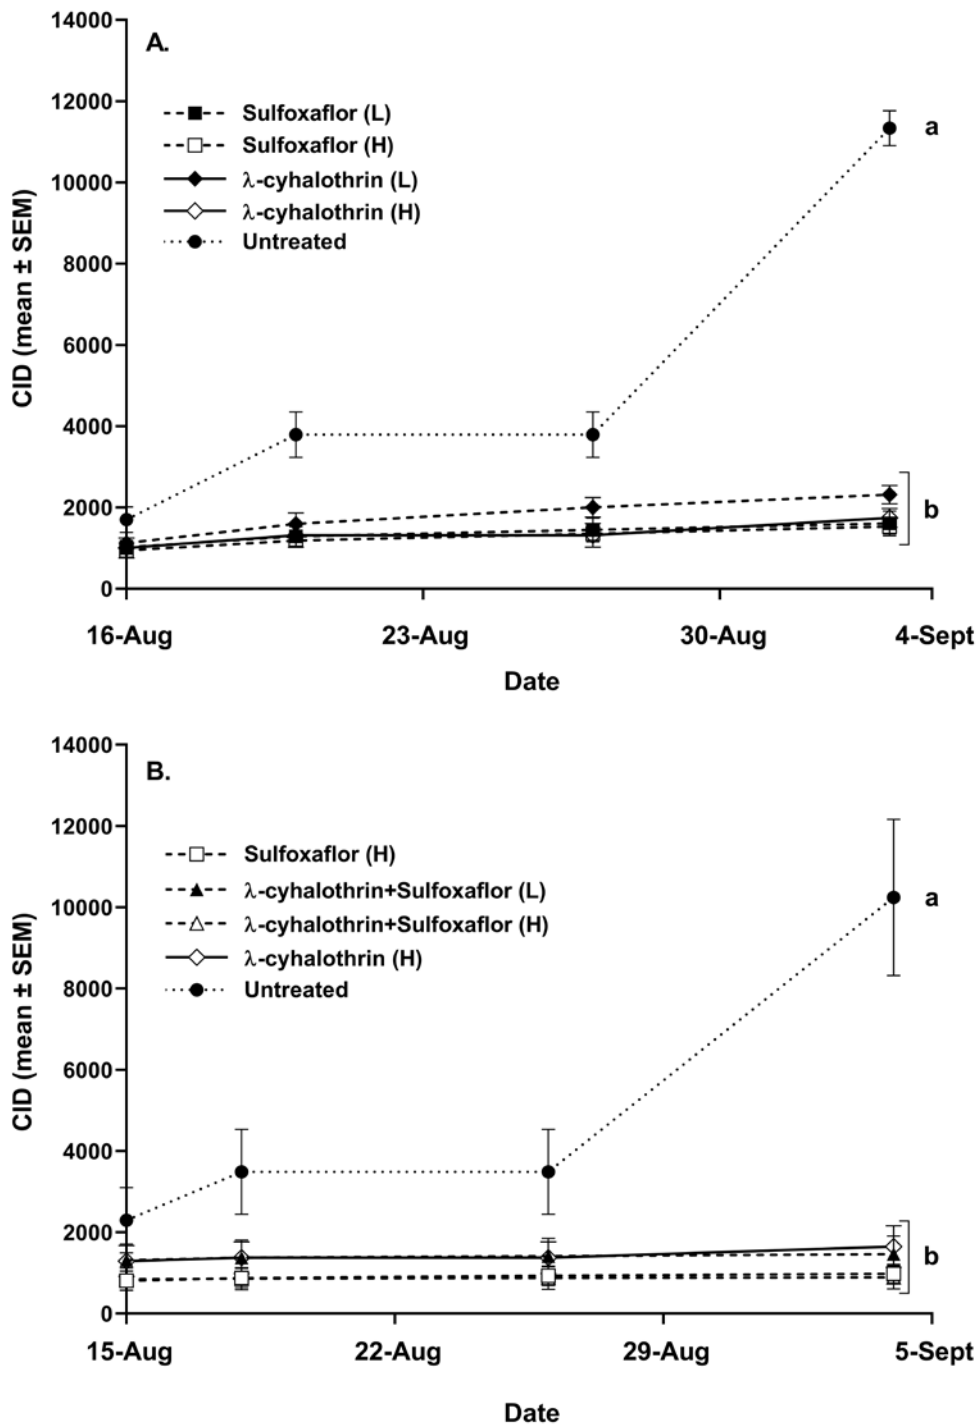 14000
A.
12000
Sulfoxaflor (L)
Sulfoxaflor (H)
λ-cyhalothrin (L)
λ-cyhalothrin (H)
Untreated
a
10000
8000
6000
4000
2000
0
b
CID (mean ± SEM)
16-Aug 23-Aug 30-Aug 4-Sept
Date
14000
B.
12000
Sulfoxaflor (H)
λ-cyhalothrin+Sulfoxaflor (L)
λ-cyhalothrin+Sulfoxaflor (H)
λ-cyhalothrin (H)
Untreated
a
10000
8000
6000
4000
2000
0
b
CID (mean ± SEM)
15-Aug 22-Aug 29-Aug 5-Sept
Date